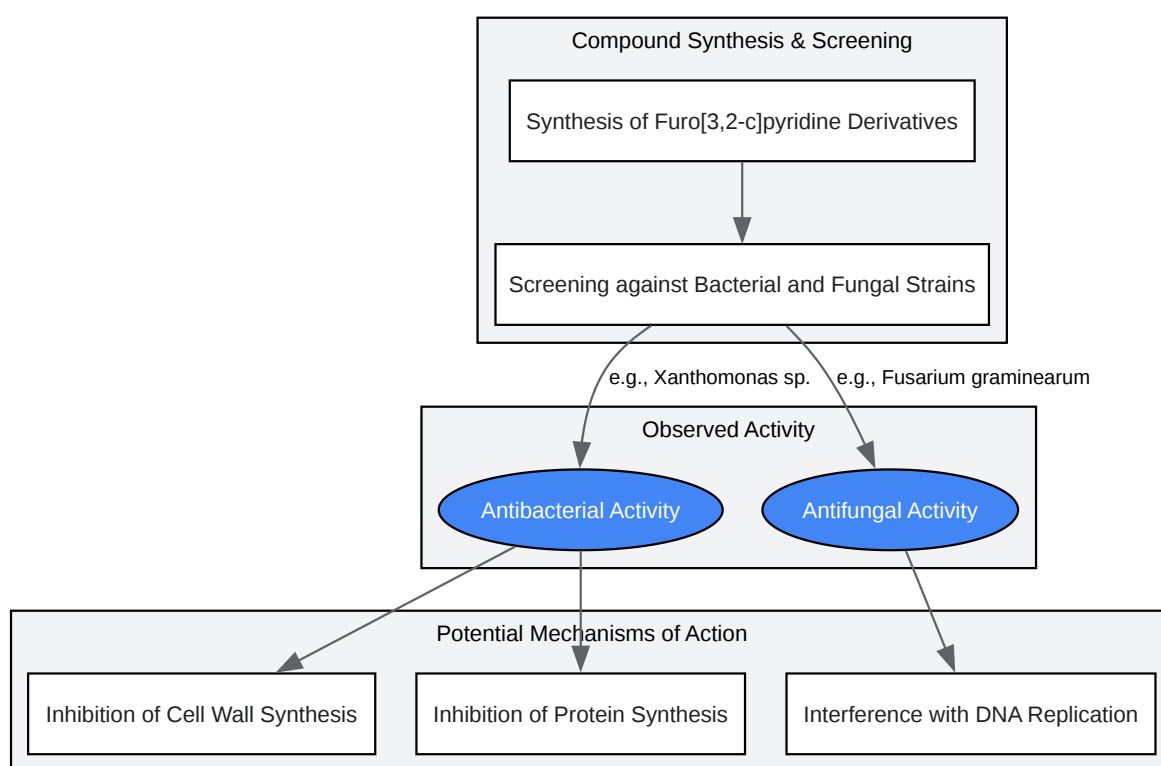 Compound Synthesis & Screening
Synthesis of Furo[3,2-c]pyridine Derivatives
Screening against Bacterial and Fungal Strains
e.g., Xanthomonas sp.
e.g., Fusarium graminearum
Observed Activity
Antibacterial Activity
Antifungal Activity
Potential Mechanisms of Action
Inhibition of Cell Wall Synthesis
Inhibition of Protein Synthesis
Interference with DNA Replication